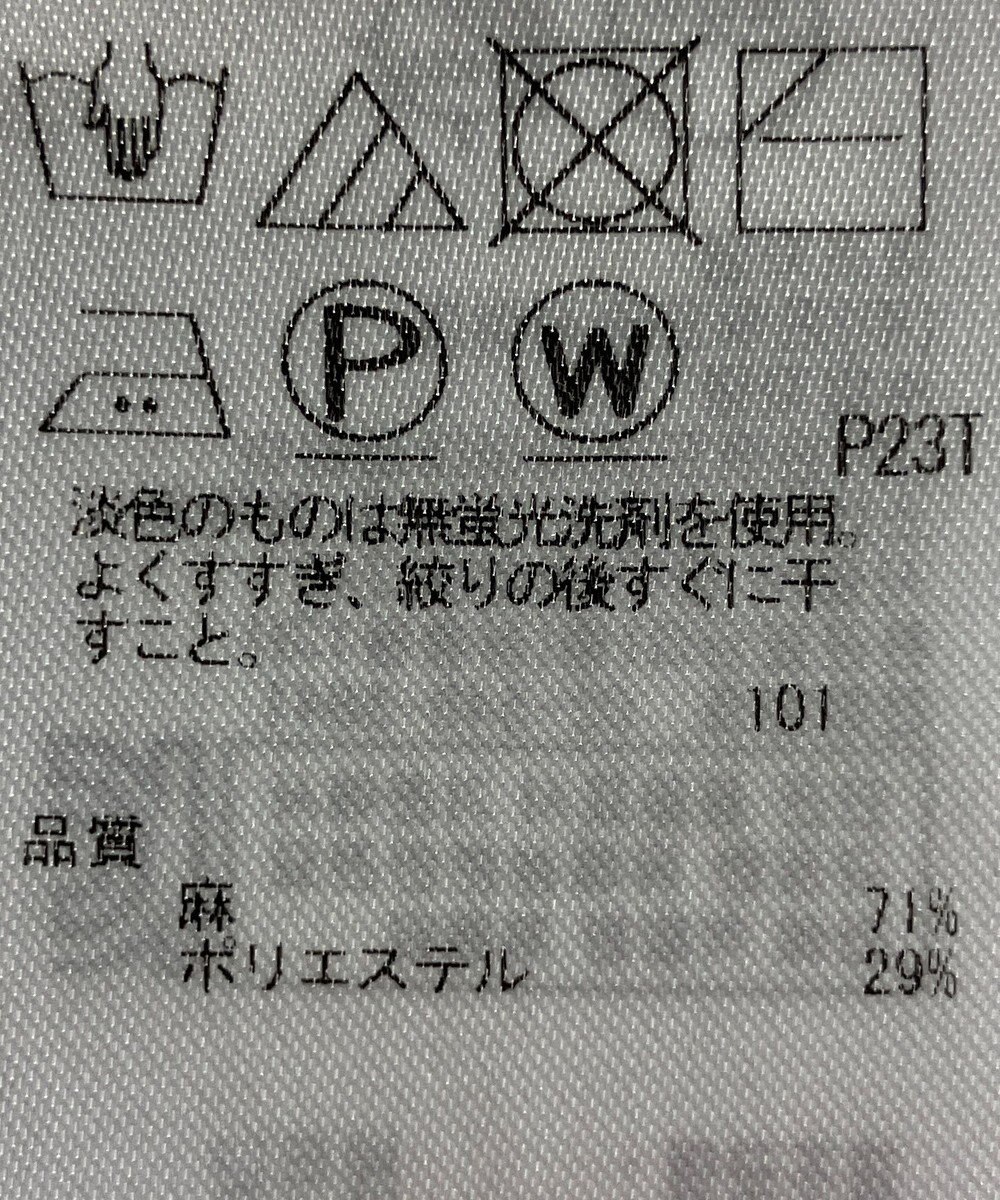 P
W
P23T
淡色のものは無蛍光洗剤を使用。
よくすすぎ、絞りの後すぐに干
すこと。
101
品質
麻 71%
ポリエステル 29%